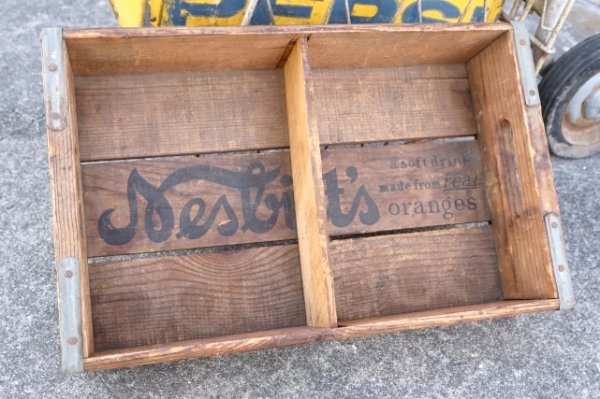 Nesbitt's
a soft drink
made from real
oranges